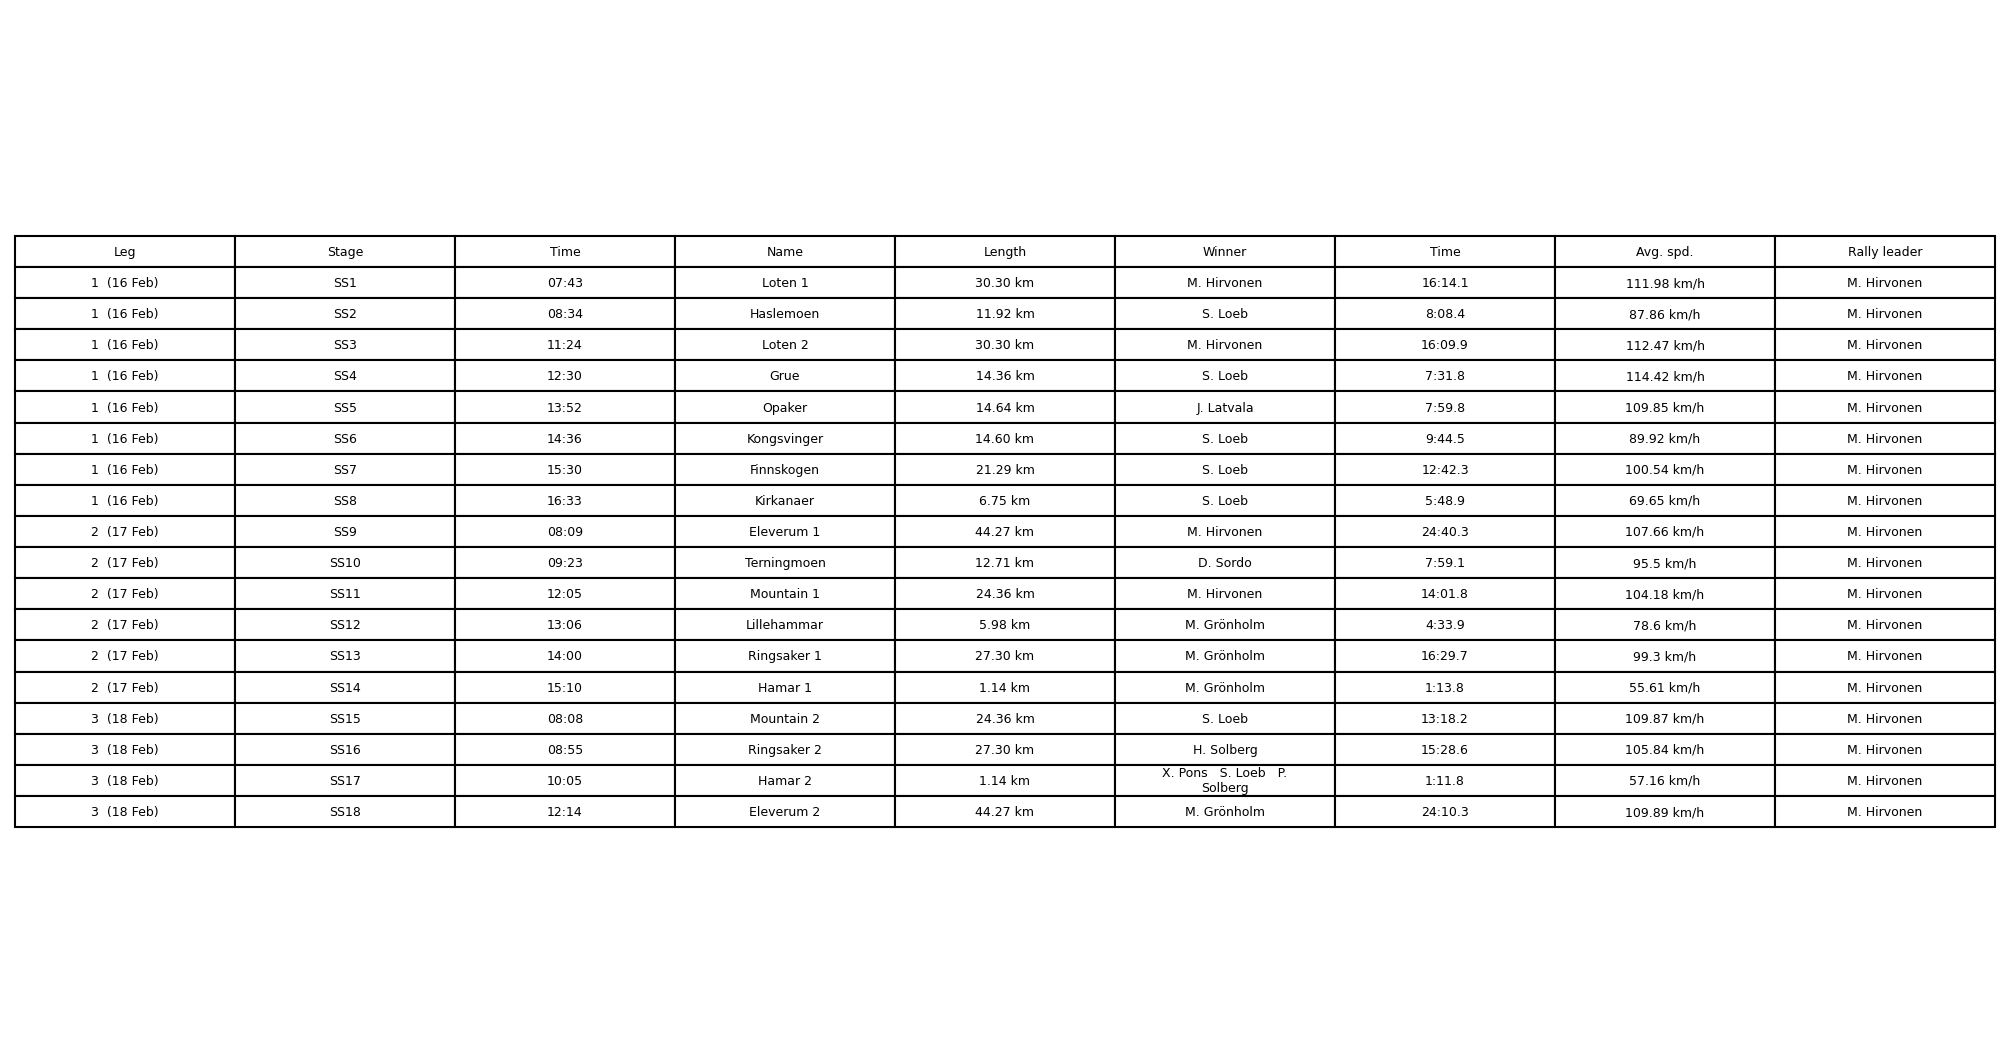 Leg Stage Time Name Length Winner Time Avg. spd. Rally leader
1 (16 Feb) SS1 07:43 Loten 1 30.30 km M. Hirvonen 16:14.1 111.98 km/h M. Hirvonen
1 (16 Feb) SS2 08:34 Haslemoen 11.92 km S. Loeb 8:08.4 87.86 km/h M. Hirvonen
1 (16 Feb) SS3 11:24 Loten 2 30.30 km M. Hirvonen 16:09.9 112.47 km/h M. Hirvonen
1 (16 Feb) SS4 12:30 Grue 14.36 km S. Loeb 7:31.8 114.42 km/h M. Hirvonen
1 (16 Feb) SS5 13:52 Opaker 14.64 km J. Latvala 7:59.8 109.85 km/h M. Hirvonen
1 (16 Feb) SS6 14:36 Kongsvinger 14.60 km S. Loeb 9:44.5 89.92 km/h M. Hirvonen
1 (16 Feb) SS7 15:30 Finnskogen 21.29 km S. Loeb 12:42.3 100.54 km/h M. Hirvonen
1 (16 Feb) SS8 16:33 Kirkanaer 6.75 km S. Loeb 5:48.9 69.65 km/h M. Hirvonen
2 (17 Feb) SS9 08:09 Eleverum 1 44.27 km M. Hirvonen 24:40.3 107.66 km/h M. Hirvonen
2 (17 Feb) SS10 09:23 Terningmoen 12.71 km D. Sordo 7:59.1 95.5 km/h M. Hirvonen
2 (17 Feb) SS11 12:05 Mountain 1 24.36 km M. Hirvonen 14:01.8 104.18 km/h M. Hirvonen
2 (17 Feb) SS12 13:06 Lillehammar 5.98 km M. Grönholm 4:33.9 78.6 km/h M. Hirvonen
2 (17 Feb) SS13 14:00 Ringsaker 1 27.30 km M. Grönholm 16:29.7 99.3 km/h M. Hirvonen
2 (17 Feb) SS14 15:10 Hamar 1 1.14 km M. Grönholm 1:13.8 55.61 km/h M. Hirvonen
3 (18 Feb) SS15 08:08 Mountain 2 24.36 km S. Loeb 13:18.2 109.87 km/h M. Hirvonen
3 (18 Feb) SS16 08:55 Ringsaker 2 27.30 km H. Solberg 15:28.6 105.84 km/h M. Hirvonen
3 (18 Feb) SS17 10:05 Hamar 2 1.14 km X. Pons S. Loeb P. Solberg 1:11.8 57.16 km/h M. Hirvonen
3 (18 Feb) SS18 12:14 Eleverum 2 44.27 km M. Grönholm 24:10.3 109.89 km/h M. Hirvonen